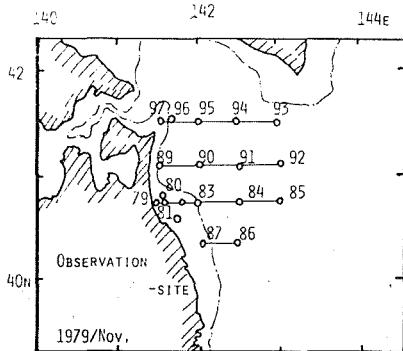 140 142 144E
42
97 96 95 94 93
89 90 91 92
80
79 83 84 85
81
87 86
OBSERVATION
40N
-SITE
1979/Nov.